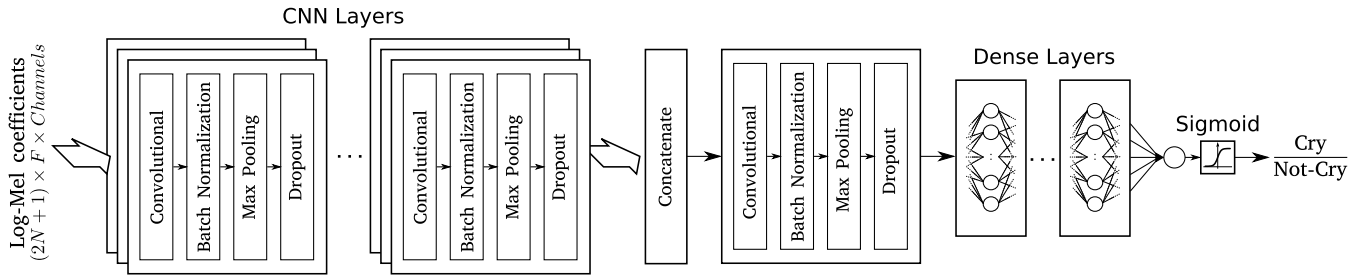 CNN Layers
Log-Mel coefficients
(2N + 1) × F × Channels
Convolutional
Batch Normalization
Max Pooling
Dropout
...
Convolutional
Batch Normalization
Max Pooling
Dropout
Concatenate
Convolutional
Batch Normalization
Max Pooling
Dropout
Dense Layers
...
Sigmoid
Cry
Not-Cry